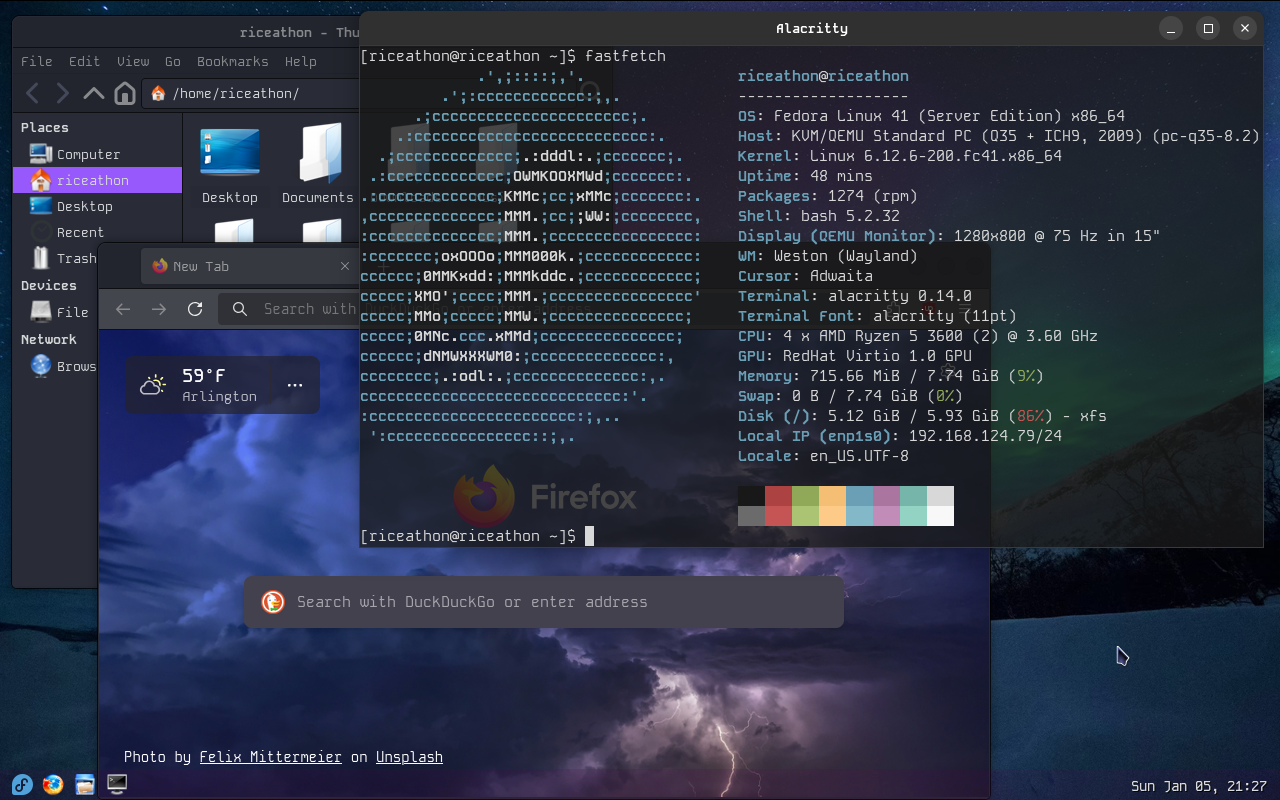 riceathon - Thu
File Edit View Go Bookmarks Help
/home/riceathon/
Places
Computer
riceathon
Desktop
Recent
Trash
Devices
File
Network
Brows
Desktop
Documents
New Tab
Search with
59°F
Arlington
Firefox
Search with DuckDuckGo or enter address
Photo by Felix Mittermeier on Unsplash
Alacritty
[riceathon@riceathon ~]$ fastfetch
riceathon@riceathon
-------------------
OS: Fedora Linux 41 (Server Edition) x86_64
Host: KVM/QEMU Standard PC (Q35 + ICH9, 2009) (pc-q35-8.2)
Kernel: Linux 6.12.6-200.fc41.x86_64
Uptime: 48 mins
Packages: 1274 (rpm)
Shell: bash 5.2.32
Display (QEMU Monitor): 1280x800 @ 75 Hz in 15"
WM: Weston (Wayland)
Cursor: Adwaita
Terminal: alacritty 0.14.0
Terminal Font: alacritty (11pt)
CPU: 4 x AMD Ryzen 5 3600 (2) @ 3.60 GHz
GPU: RedHat Virtio 1.0 GPU
Memory: 715.66 MiB / 7.74 GiB (9%)
Swap: 0 B / 7.74 GiB (0%)
Disk (/): 5.12 GiB / 5.93 GiB (86%) - xfs
Local IP (enp1s0): 192.168.124.79/24
Locale: en_US.UTF-8
[riceathon@riceathon ~]$
Sun Jan 05, 21:27